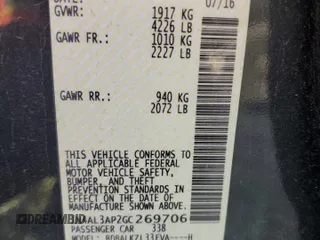 07/16
GVWR: 1917 KG
4226 LB
GAWR FR.: 1010 KG
2227 LB
GAWR RR.: 940 KG
2072 LB
THIS VEHICLE CONFORMS TO
ALL APPLICABLE FEDERAL
MOTOR VEHICLE SAFETY,
BUMPER, AND THEFT
PREVENTION STANDARDS IN
EFFECT ON THE DATE OF
MANUFACTURE SHOWN ABOVE.
AL3AP2GC269706
PASSENGER CAR 338
MODEL: BDBALKZL33EVA----H
DREAMBID